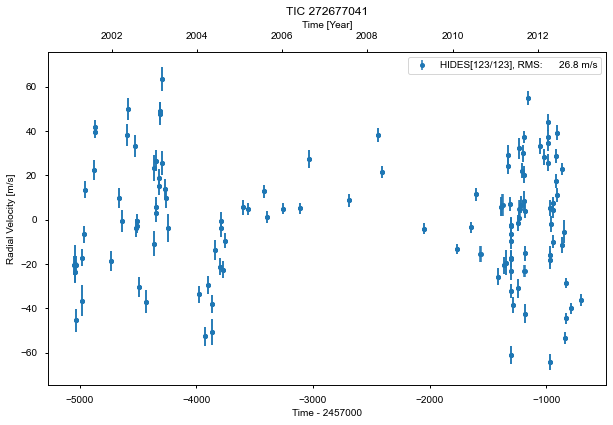 TIC 272677041
Time [Year]
2002 2004 2006 2008 2010 2012
HIDES[123/123], RMS: 26.8 m/s
60
40
20
0
−20
−40
−60
Radial Velocity [m/s]
−5000 −4000 −3000 −2000 −1000
Time - 2457000